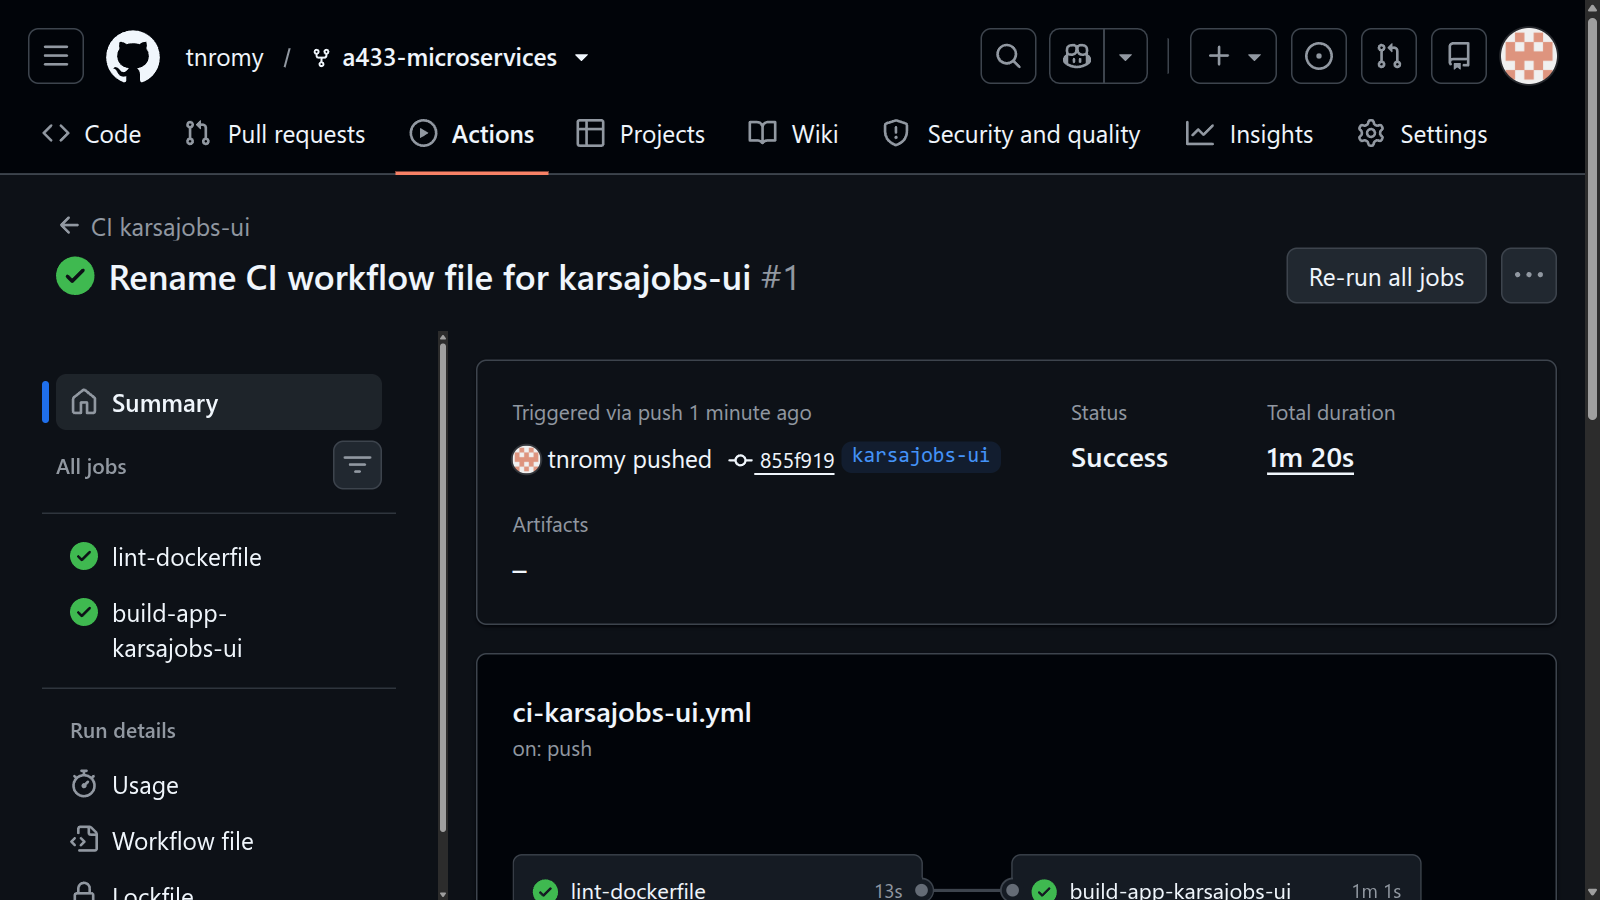 tnromy / a433-microservices
Code Pull requests Actions Projects Wiki Security and quality Insights Settings
CI karsajobs-ui
Rename CI workflow file for karsajobs-ui #1
Re-run all jobs
Summary
All jobs
lint-dockerfile
build-app-
karsajobs-ui
Run details
Usage
Workflow file
Lockfile
Triggered via push 1 minute ago
tnromy pushed 855f919 karsajobs-ui
Status
Success
Total duration
1m 20s
Artifacts
–
ci-karsajobs-ui.yml
on: push
lint-dockerfile 13s
build-app-karsajobs-ui 1m 1s